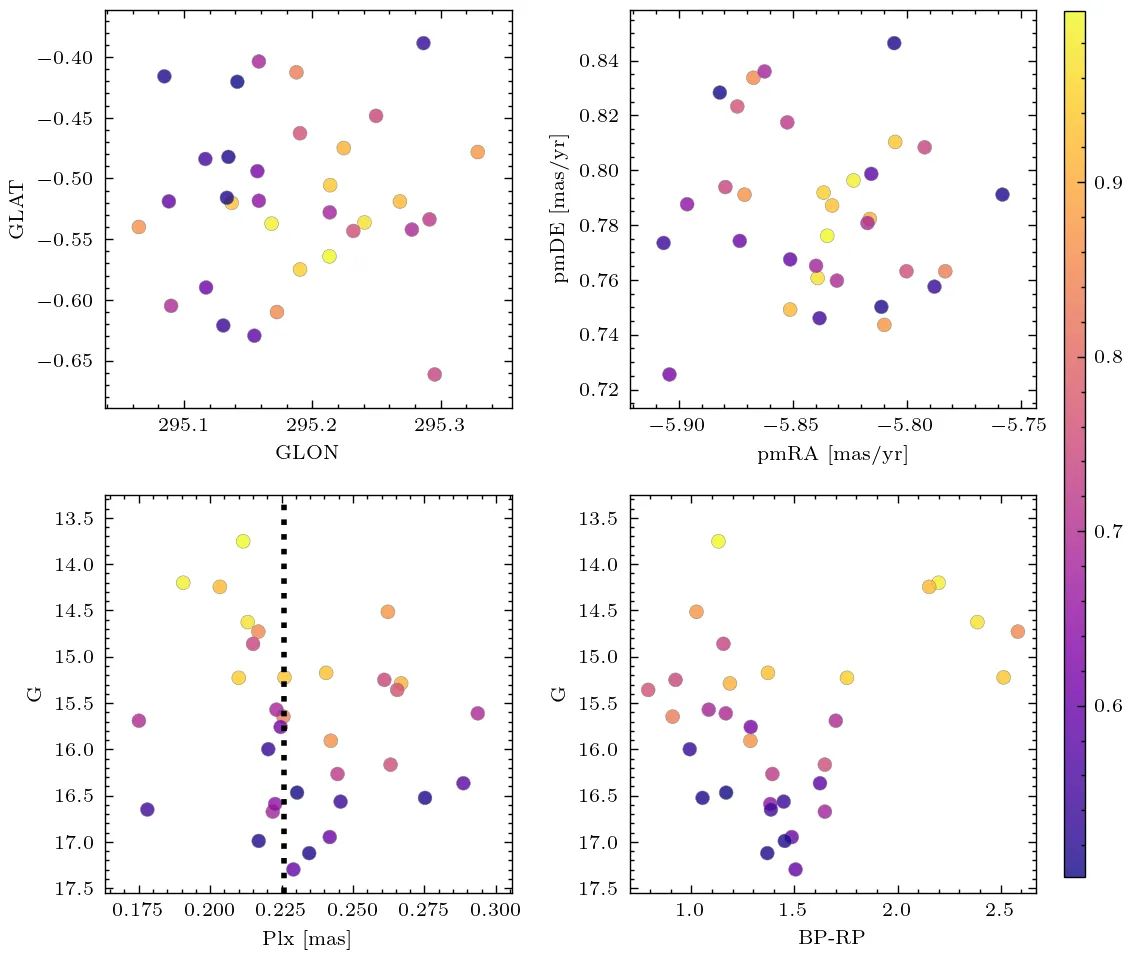 −0.40
−0.45
−0.50
−0.55
−0.60
−0.65
GLAT
295.1 295.2 295.3
GLON
0.84
0.82
0.80
0.78
0.76
0.74
0.72
pmDE [mas/yr]
−5.90 −5.85 −5.80 −5.75
pmRA [mas/yr]
13.5
14.0
14.5
15.0
15.5
16.0
16.5
17.0
17.5
G
0.175 0.200 0.225 0.250 0.275 0.300
Plx [mas]
13.5
14.0
14.5
15.0
15.5
16.0
16.5
17.0
17.5
G
1.0 1.5 2.0 2.5
BP-RP
0.9
0.8
0.7
0.6